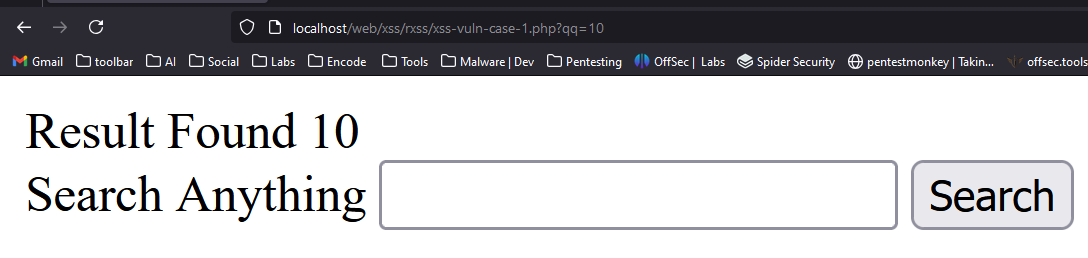 localhost/web/xss/rxss/xss-vuln-case-1.php?qq=10
Gmail toolbar AI Social Labs Encode Tools Malware | Dev Pentesting OffSec | Labs Spider Security pentestmonkey | Takin... offsec.tools
Result Found 10
Search Anything Search